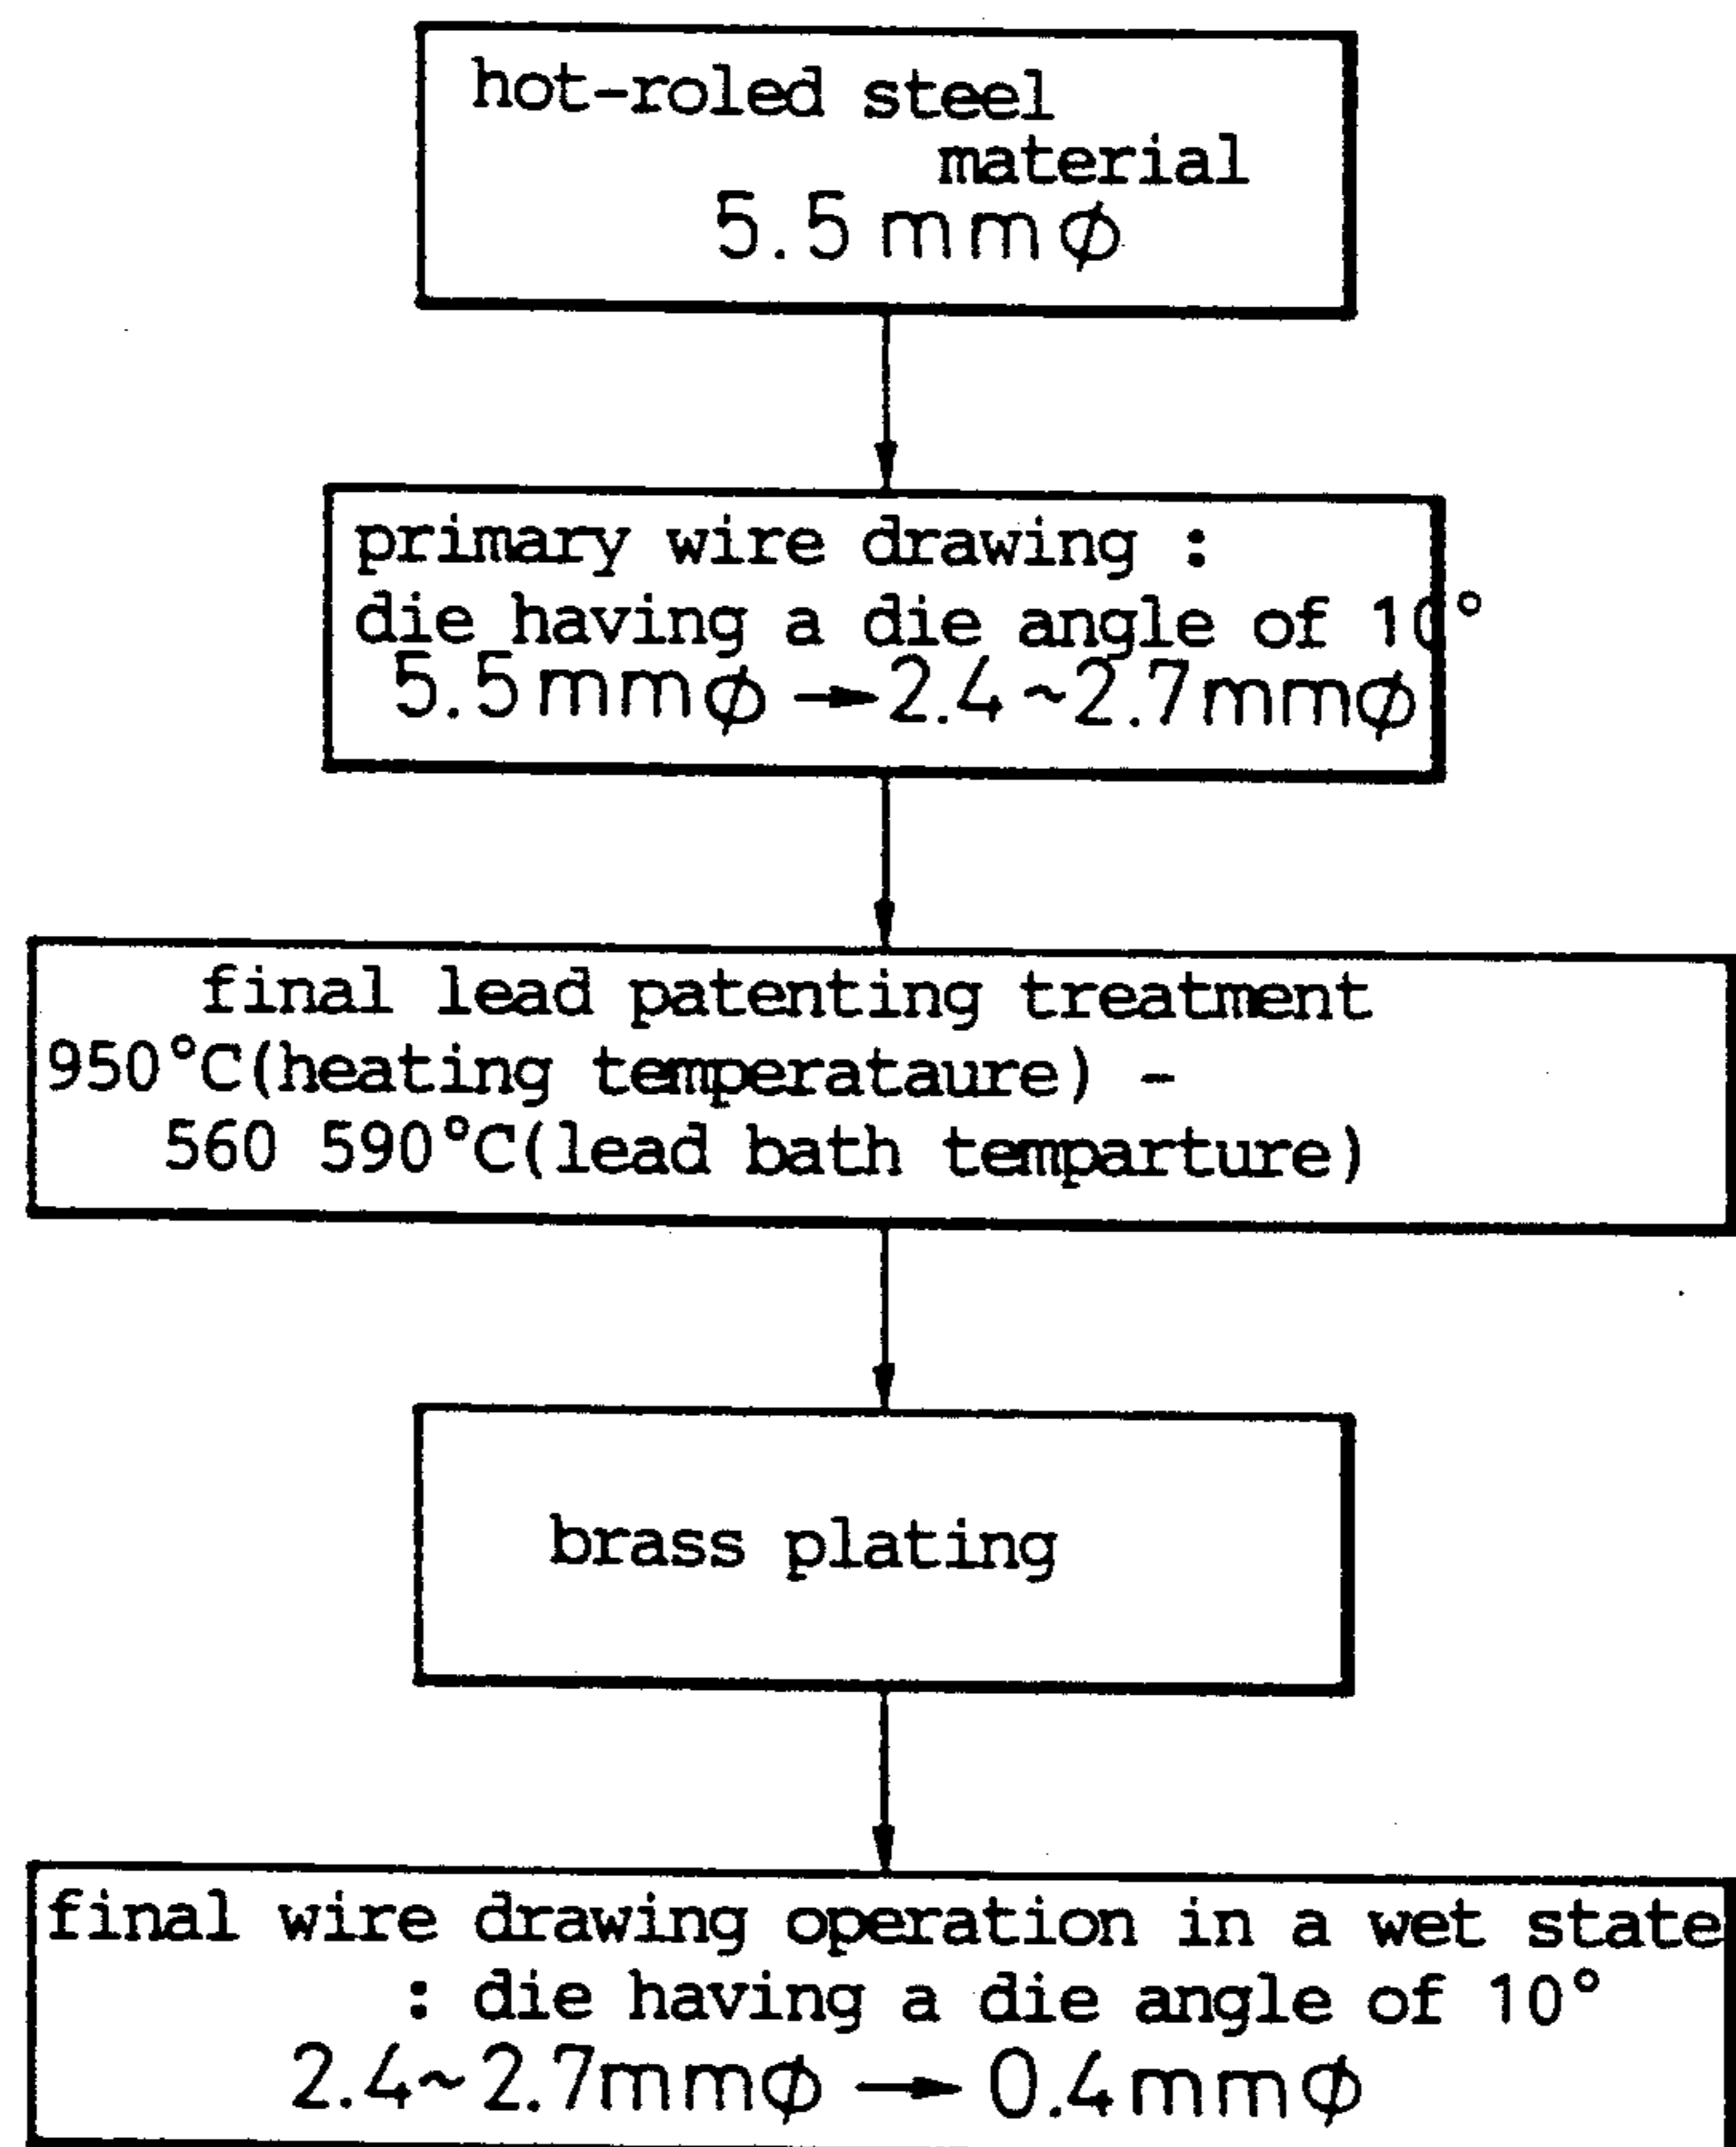 hot-roled steel
material
5.5mmϕ
primary wire drawing :
die having a die angle of 10°
5.5mmϕ → 2.4~2.7mmϕ
final lead patenting treatment
950°C(heating temperataure) -
560 590°C(lead bath temparture)
brass plating
final wire drawing operation in a wet state
: die having a die angle of 10°
2.4~2.7mmϕ → 0.4mmϕ